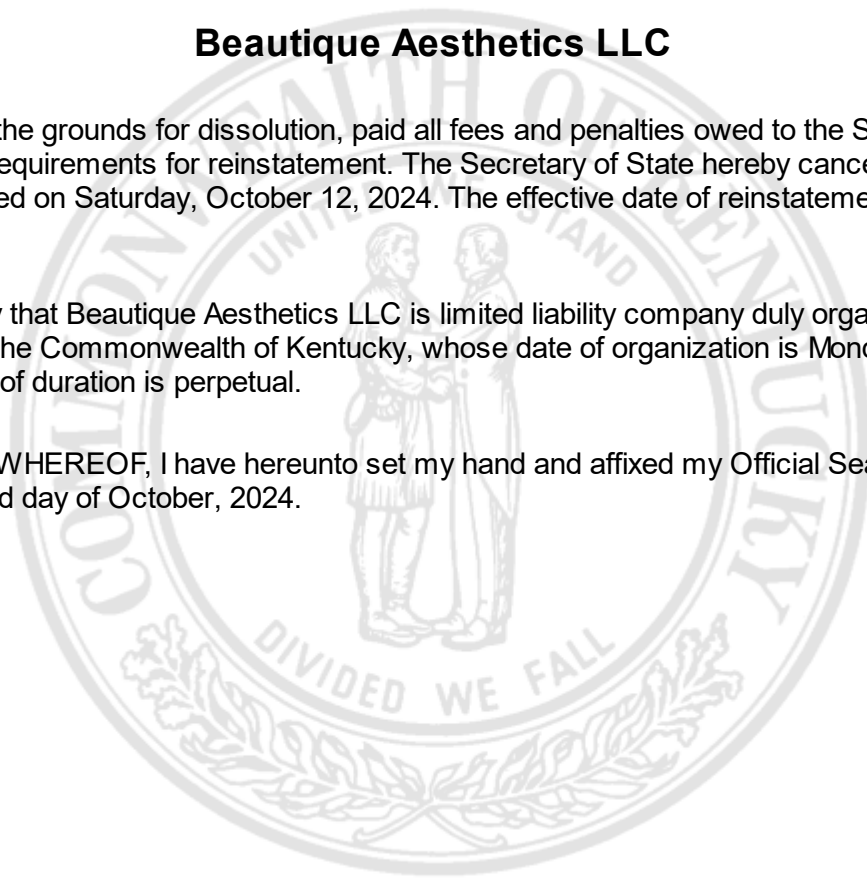 Beautique Aesthetics LLC
the grounds for dissolution, paid all fees and penalties owed to the S
equirements for reinstatement. The Secretary of State hereby cance
ed on Saturday, October 12, 2024. The effective date of reinstateme
y that Beautique Aesthetics LLC is limited liability company duly orga
he Commonwealth of Kentucky, whose date of organization is Mond
of duration is perpetual.
WHEREOF, I have hereunto set my hand and affixed my Official Sea
d day of October, 2024.
COMMONWEALTH OF KENTUCKY
UNITED WE STAND
DIVIDED WE FALL